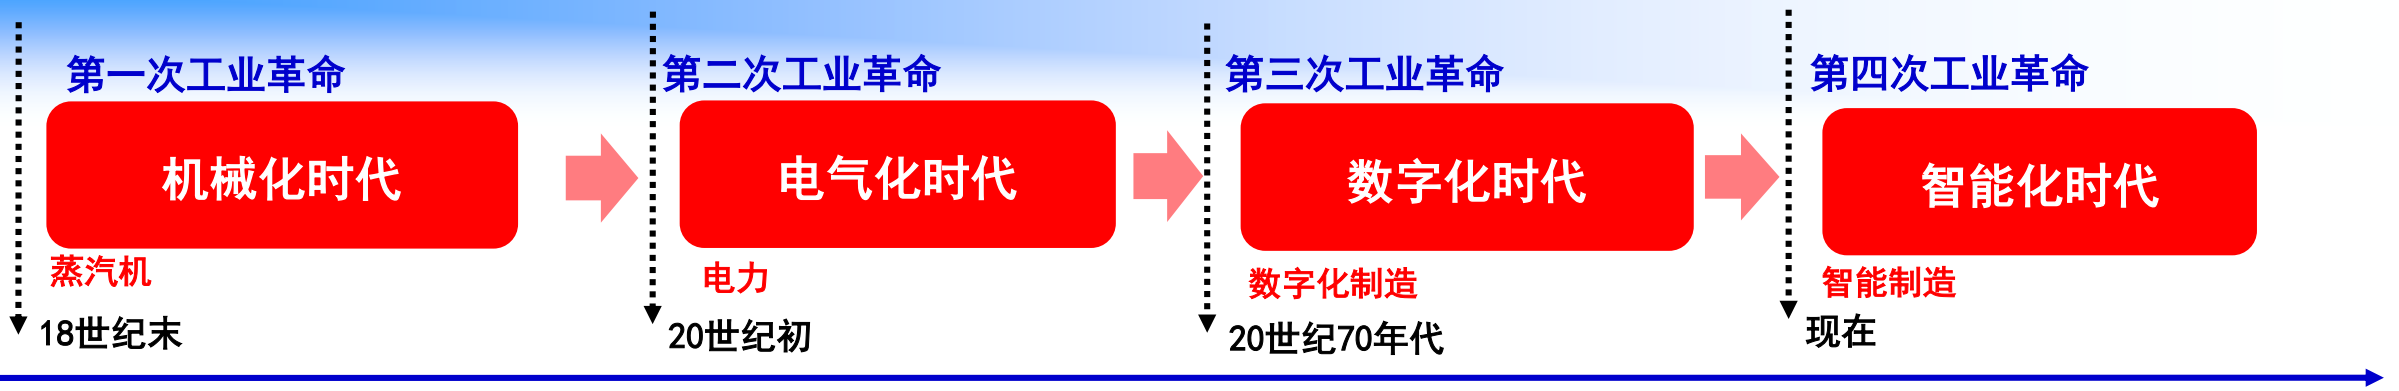 第一次工业革命
机械化时代
蒸汽机
18世纪末
第二次工业革命
电气化时代
电力
20世纪初
第三次工业革命
数字化时代
数字化制造
20世纪70年代
第四次工业革命
智能化时代
智能制造
现在